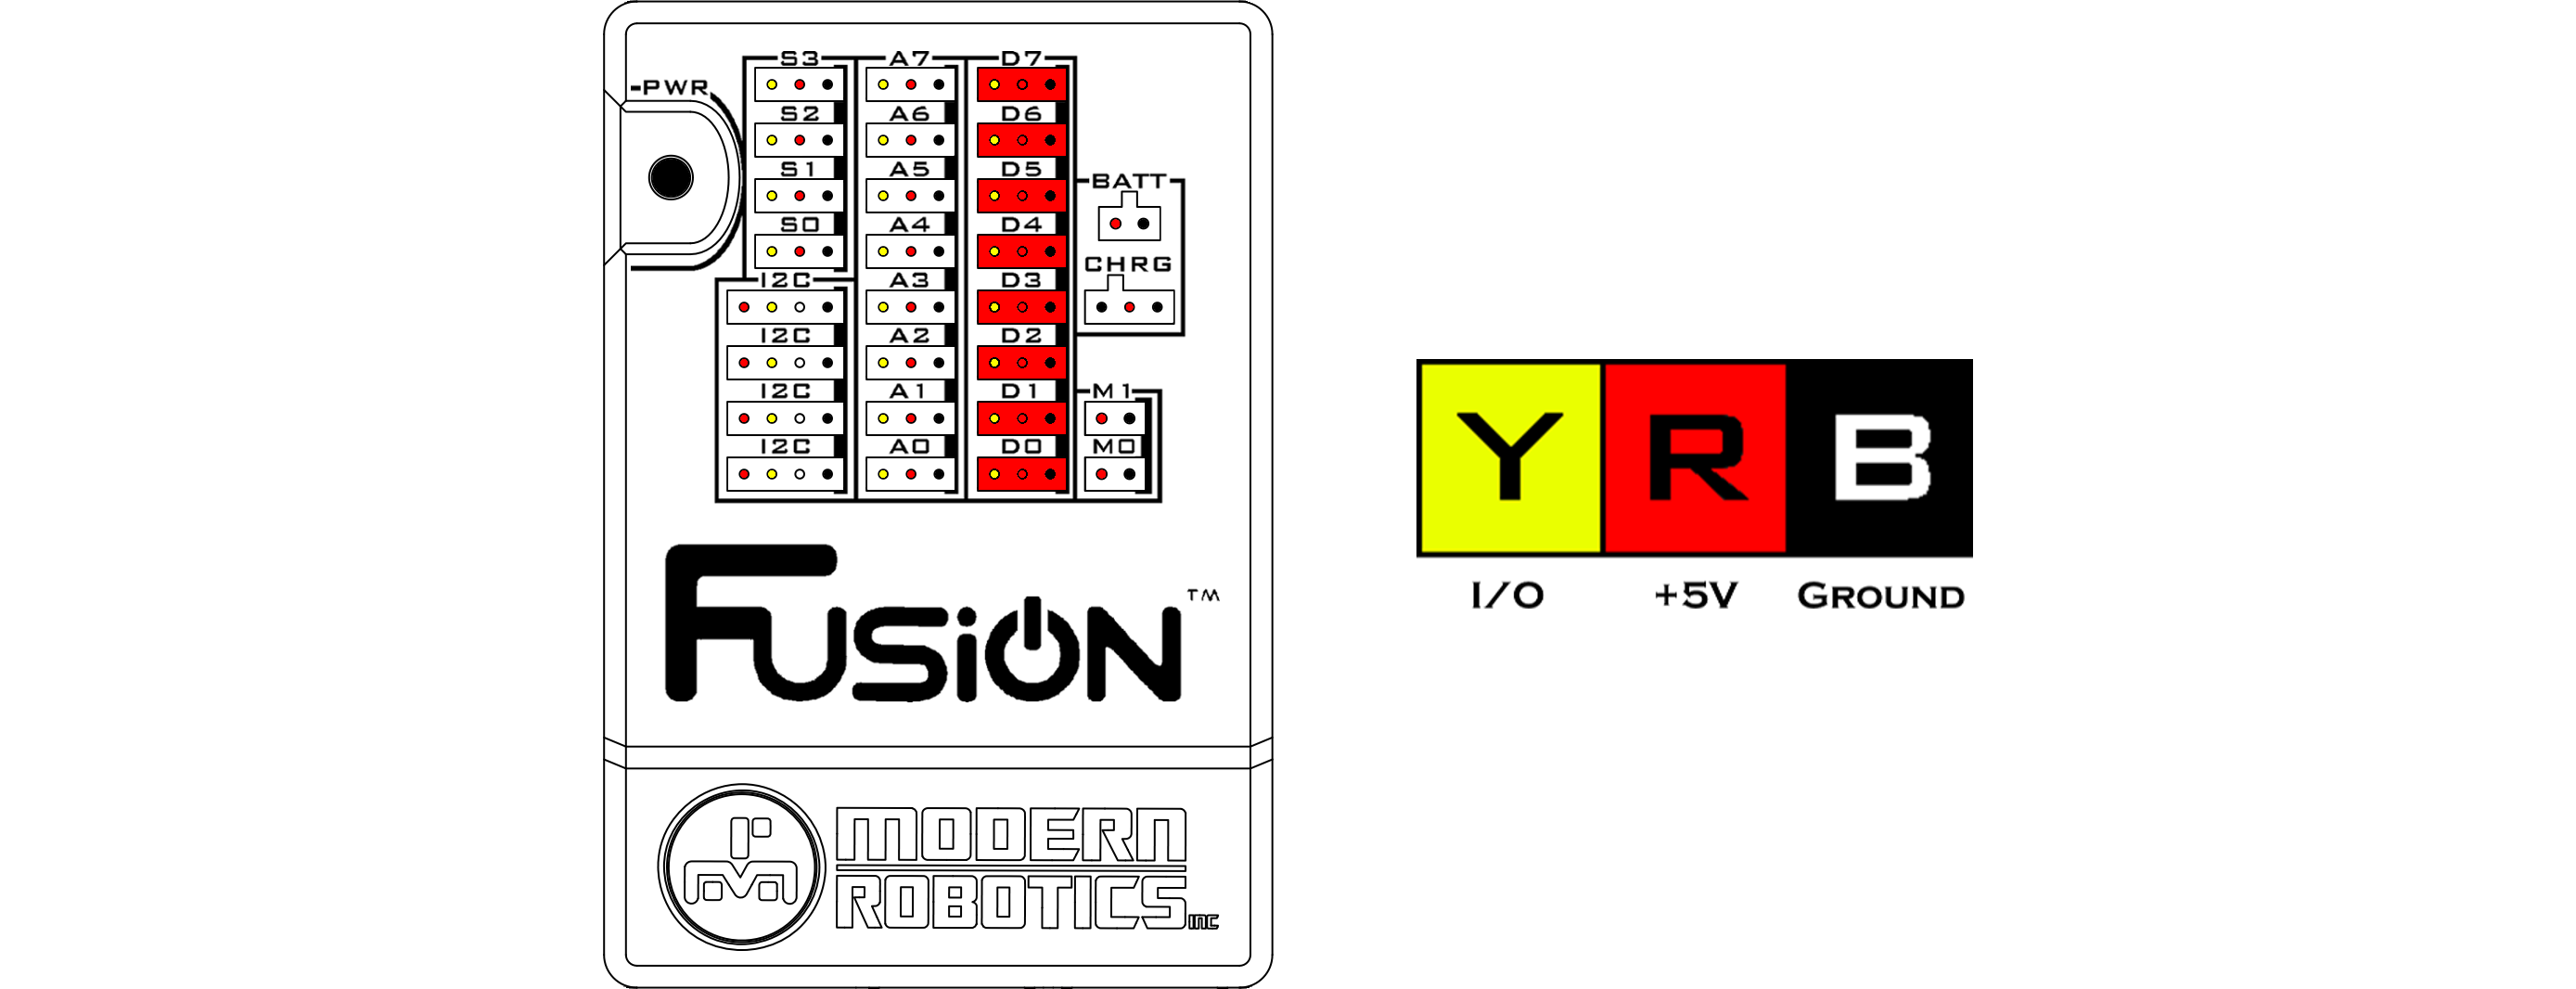 S3 A7 D7
-PWR
S2 A6 D6
S1 A5 D5
BATT
S0 A4 D4
CHRG
I2C A3 D3
I2C A2 D2
I2C A1 D1 M1
I2C A0 D0 M0
FUSiON™
MODERN
ROBOTICS INC
Y R B
I/O +5V GROUND